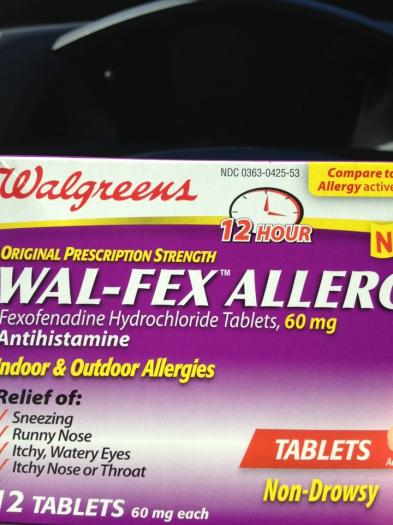 Walgreens
NDC 0363-0425-53
Compare to
Allergy active
12 HOUR
N
ORIGINAL PRESCRIPTION STRENGTH
WAL-FEX™ ALLERG
Fexofenadine Hydrochloride Tablets, 60 mg
Antihistamine
Indoor & Outdoor Allergies
Relief of:
✓ Sneezing
✓ Runny Nose
✓ Itchy, Watery Eyes
✓ Itchy Nose or Throat
TABLETS
12 TABLETS 60 mg each
Non-Drowsy